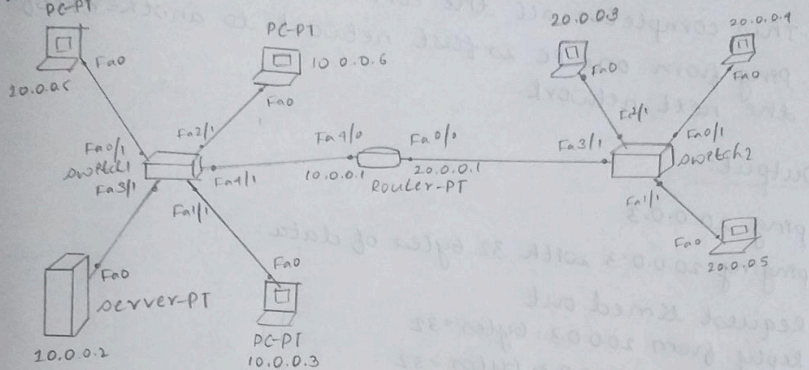 PC-PT
Fa0
10.0.0.5
PC-PT
10.0.0.6
Fa0
20.0.0.3
Fa0
20.0.0.4
Fa0
Fa0/1
Fa2/1
switch1
Fa3/1
Fa4/1
Fa1/1
Fa4/0
Fa0/0
10.0.0.1
20.0.0.1
Router-PT
Fa2/1
Fa3/1
Fa0/1
switch2
Fa1/1
Fa0
20.0.05
Fa0
server-PT
10.0.0.2
Fa0
PC-PT
10.0.0.3